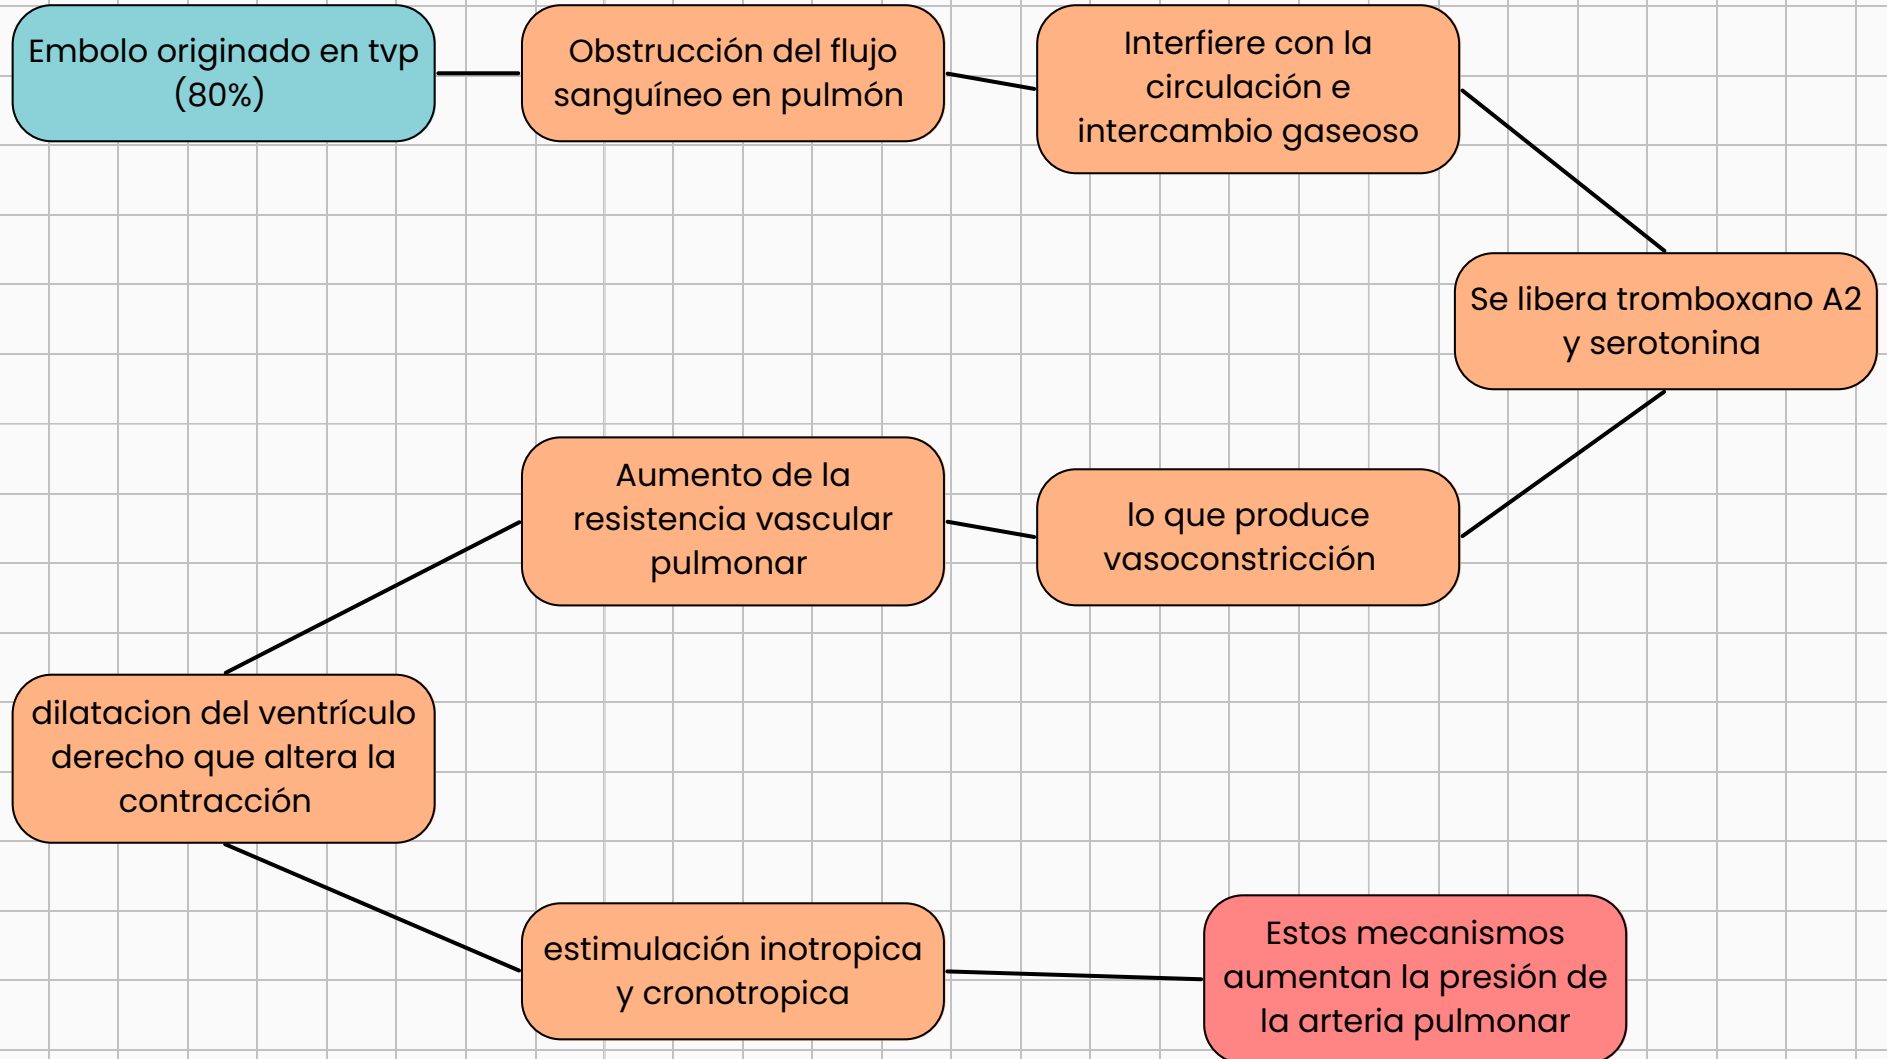 Embolo originado en tvp
(80%)
Obstrucción del flujo
sanguíneo en pulmón
Interfiere con la
circulación e
intercambio gaseoso
Se libera tromboxano A2
y serotonina
lo que produce
vasoconstricción
Aumento de la
resistencia vascular
pulmonar
dilatacion del ventrículo
derecho que altera la
contracción
estimulación inotropica
y cronotropica
Estos mecanismos
aumentan la presión de
la arteria pulmonar